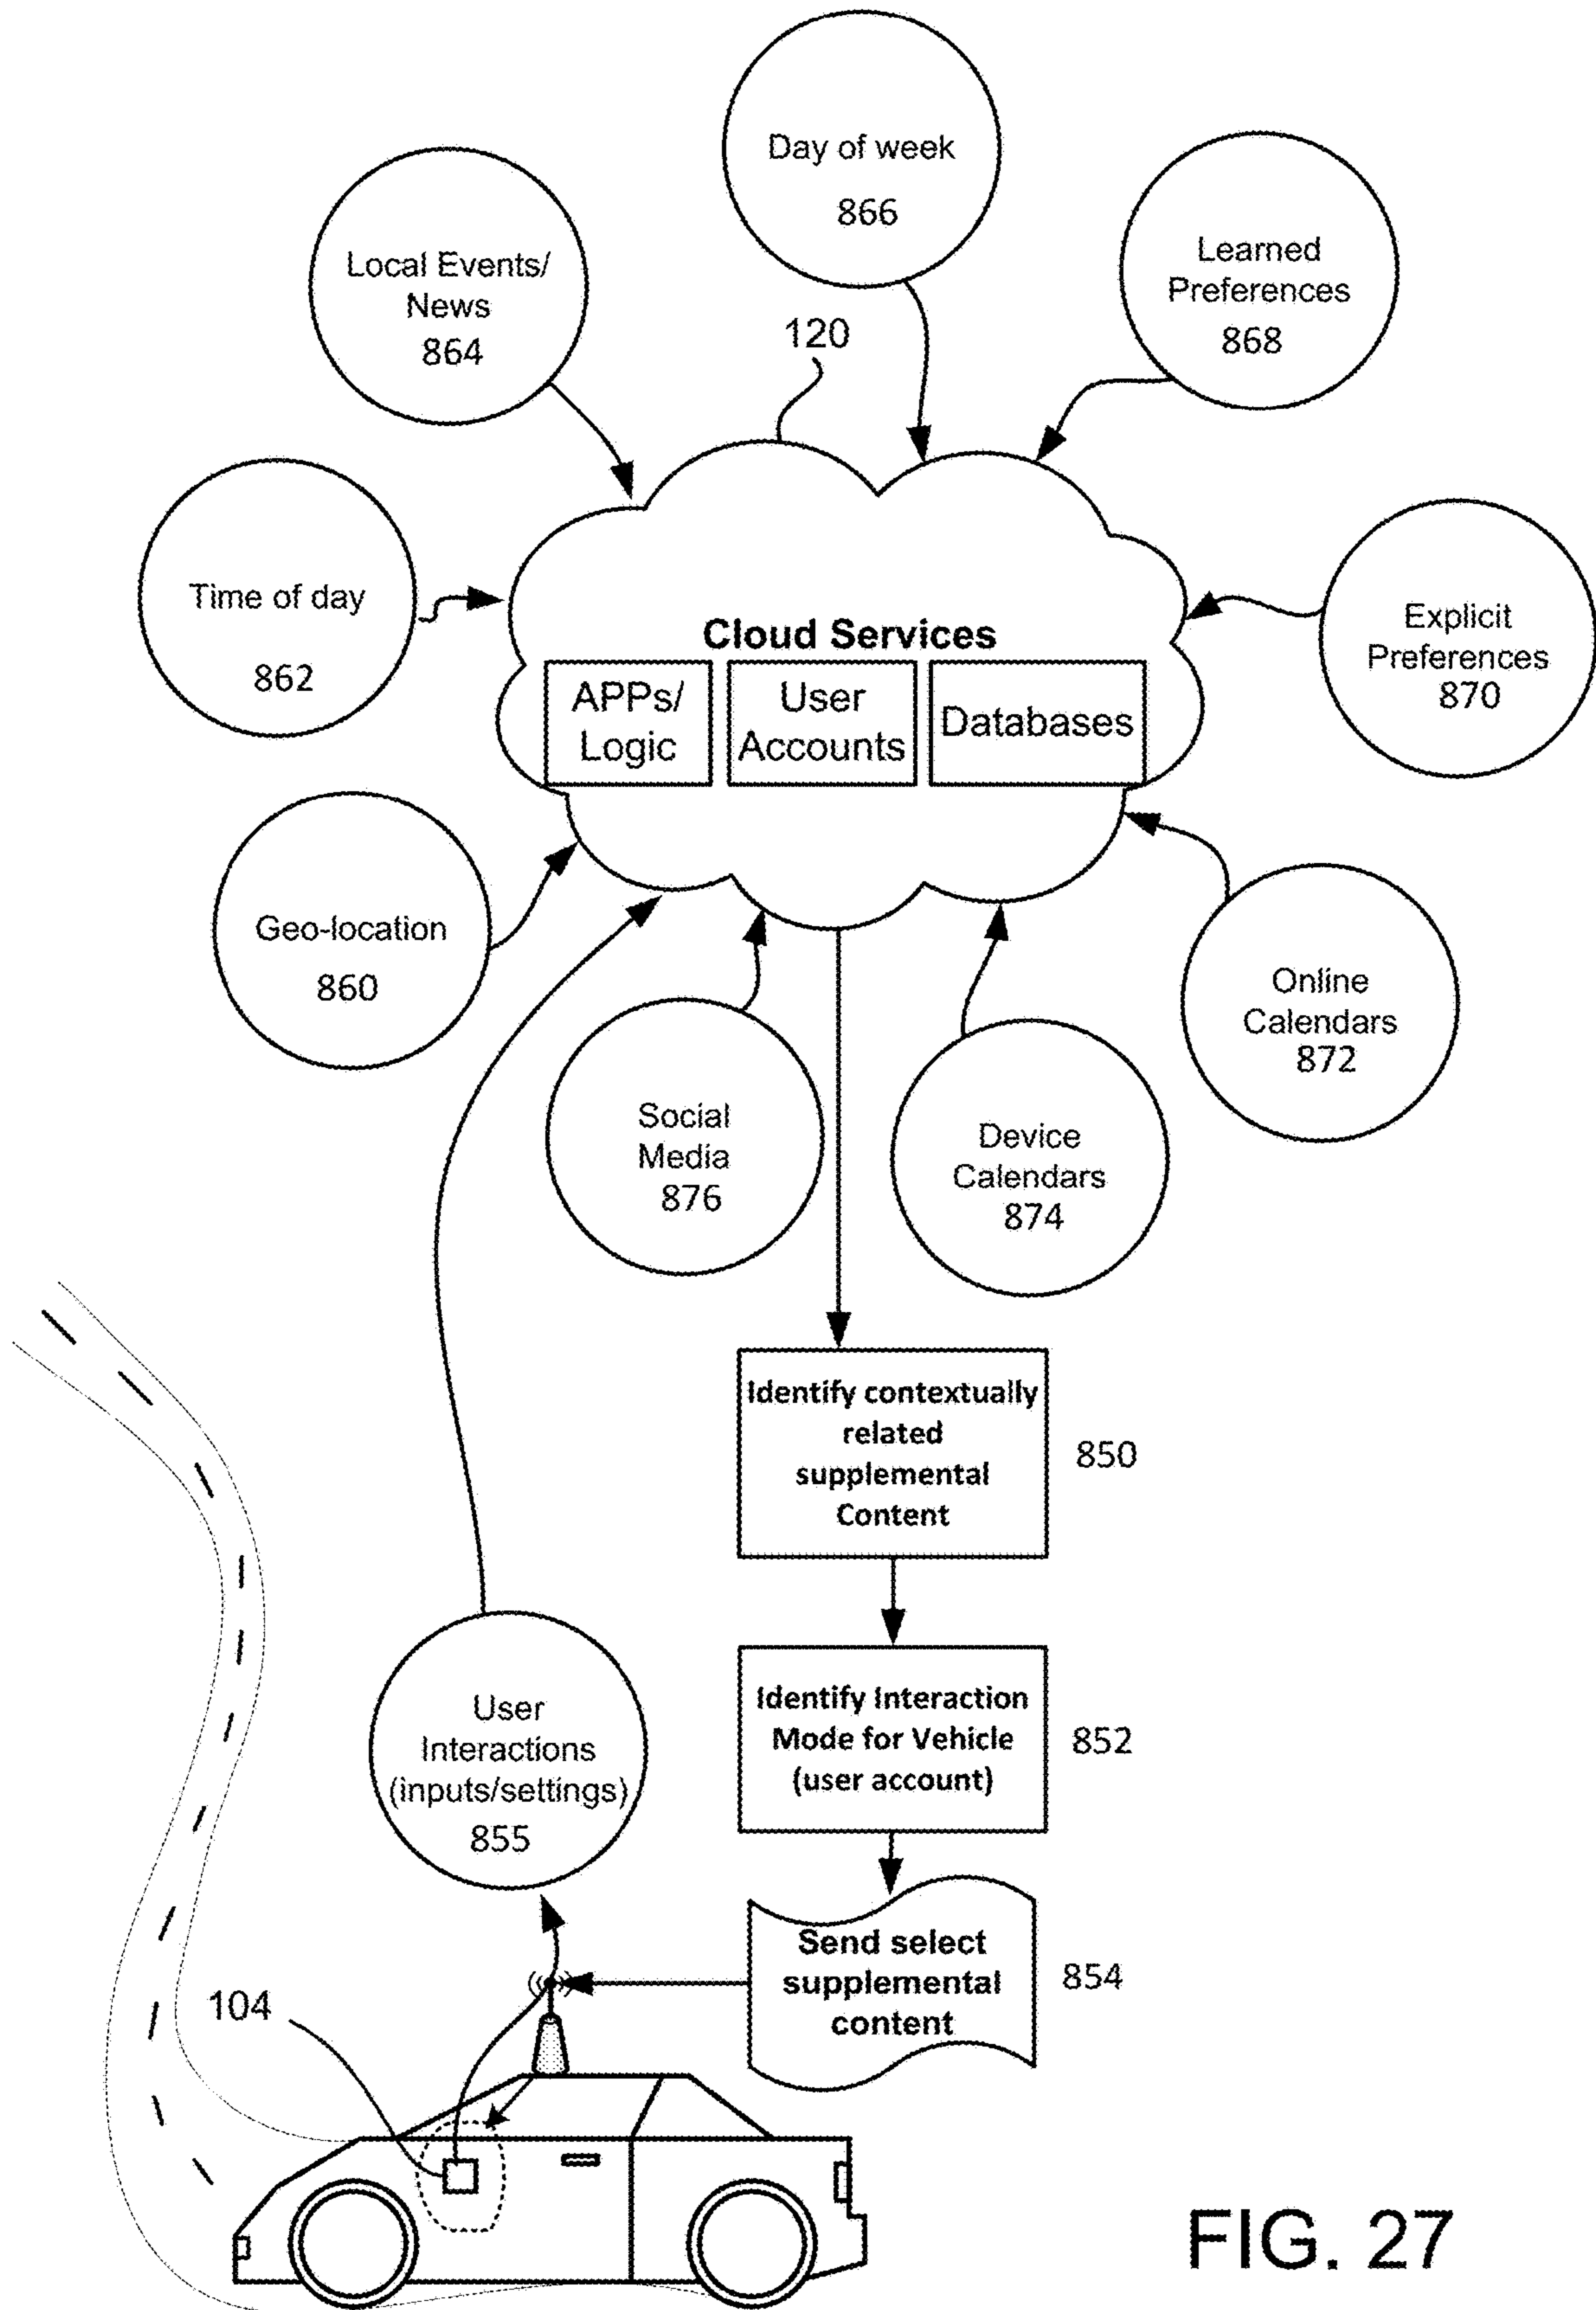 Day of week
866
Local Events/
News
864
Learned
Preferences
868
120
Time of day
862
Explicit
Preferences
870
Cloud Services
APPs/
Logic
User
Accounts
Databases
Geo-location
860
Online
Calendars
872
Social
Media
876
Device
Calendars
874
Identify contextually
related
supplemental
Content
850
Identify Interaction
Mode for Vehicle
(user account)
852
User
Interactions
(inputs/settings)
855
Send select
supplemental
content
854
104
FIG. 27